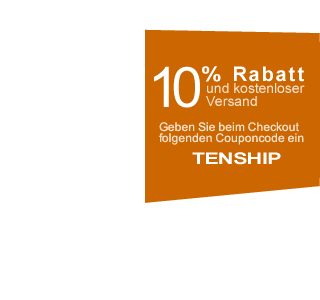 10% Rabatt
und kostenloser
Versand
Geben Sie beim Checkout
folgenden Couponcode ein
TENSHIP